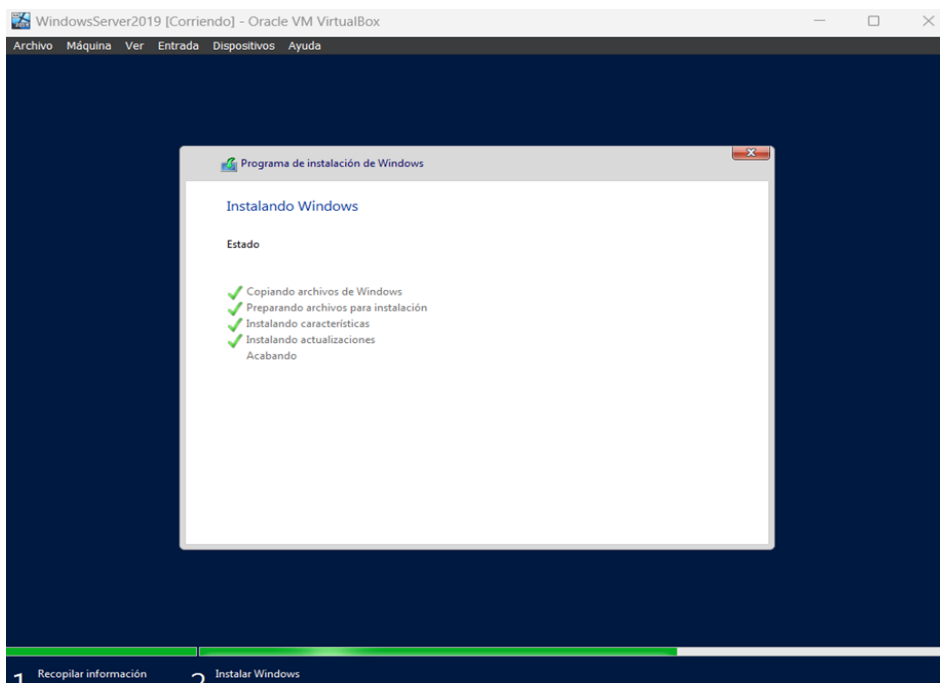 WindowsServer2019 [Corriendo] - Oracle VM VirtualBox
Archivo Máquina Ver Entrada Dispositivos Ayuda
Programa de instalación de Windows
Instalando Windows
Estado
Copiando archivos de Windows
Preparando archivos para instalación
Instalando características
Instalando actualizaciones
Acabando
1 Recopilar información 2 Instalar Windows